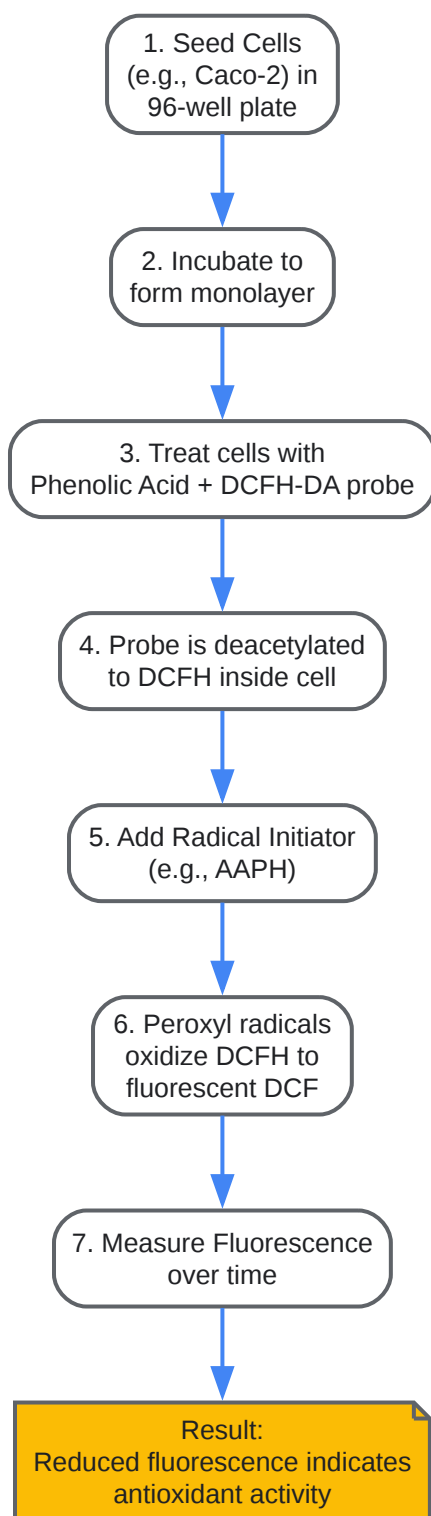 1. Seed Cells
(e.g., Caco-2) in
96-well plate
2. Incubate to
form monolayer
3. Treat cells with
Phenolic Acid + DCFH-DA probe
4. Probe is deacetylated
to DCFH inside cell
5. Add Radical Initiator
(e.g., AAPH)
6. Peroxyl radicals
oxidize DCFH to
fluorescent DCF
7. Measure Fluorescence
over time
Result:
Reduced fluorescence indicates
antioxidant activity